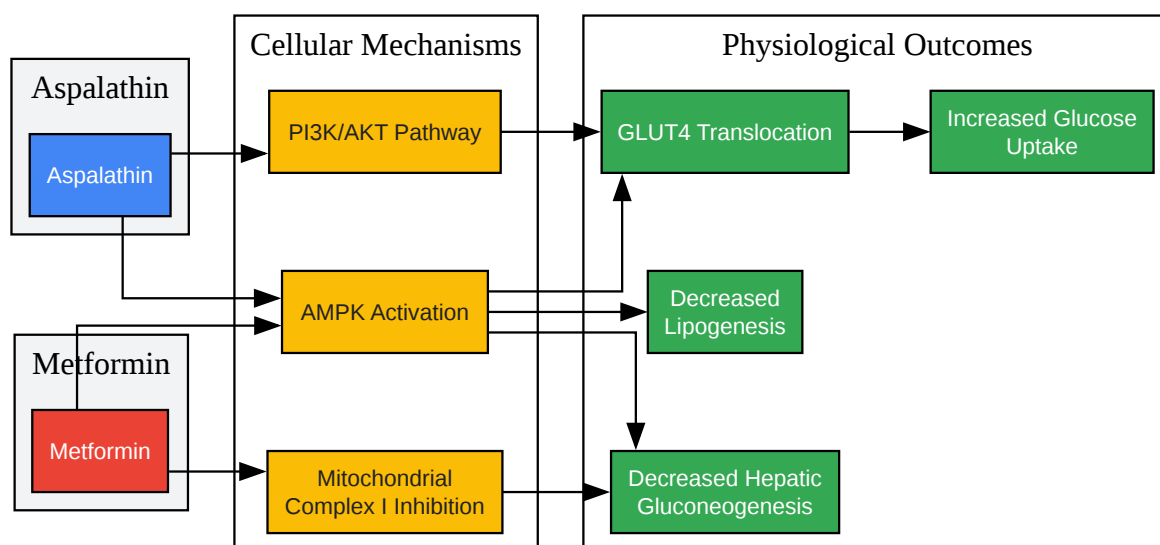 Cellular Mechanisms
Physiological Outcomes
Aspalathin
Aspalathin
PI3K/AKT Pathway
GLUT4 Translocation
Increased Glucose
Uptake
AMPK Activation
Decreased
Lipogenesis
Metformin
Metformin
Mitochondrial
Complex I Inhibition
Decreased Hepatic
Gluconeogenesis